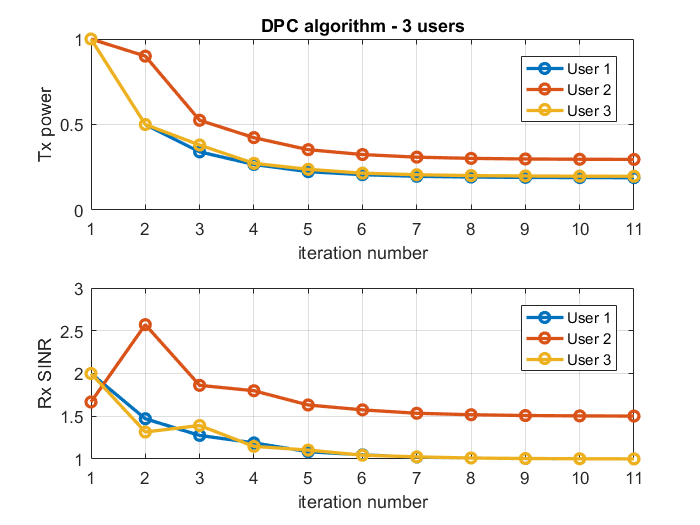 DPC algorithm - 3 users
1
0.5
0
Tx power
User 1
User 2
User 3
1 2 3 4 5 6 7 8 9 10 11
iteration number
3
2.5
2
1.5
1
Rx SINR
User 1
User 2
User 3
1 2 3 4 5 6 7 8 9 10 11
iteration number